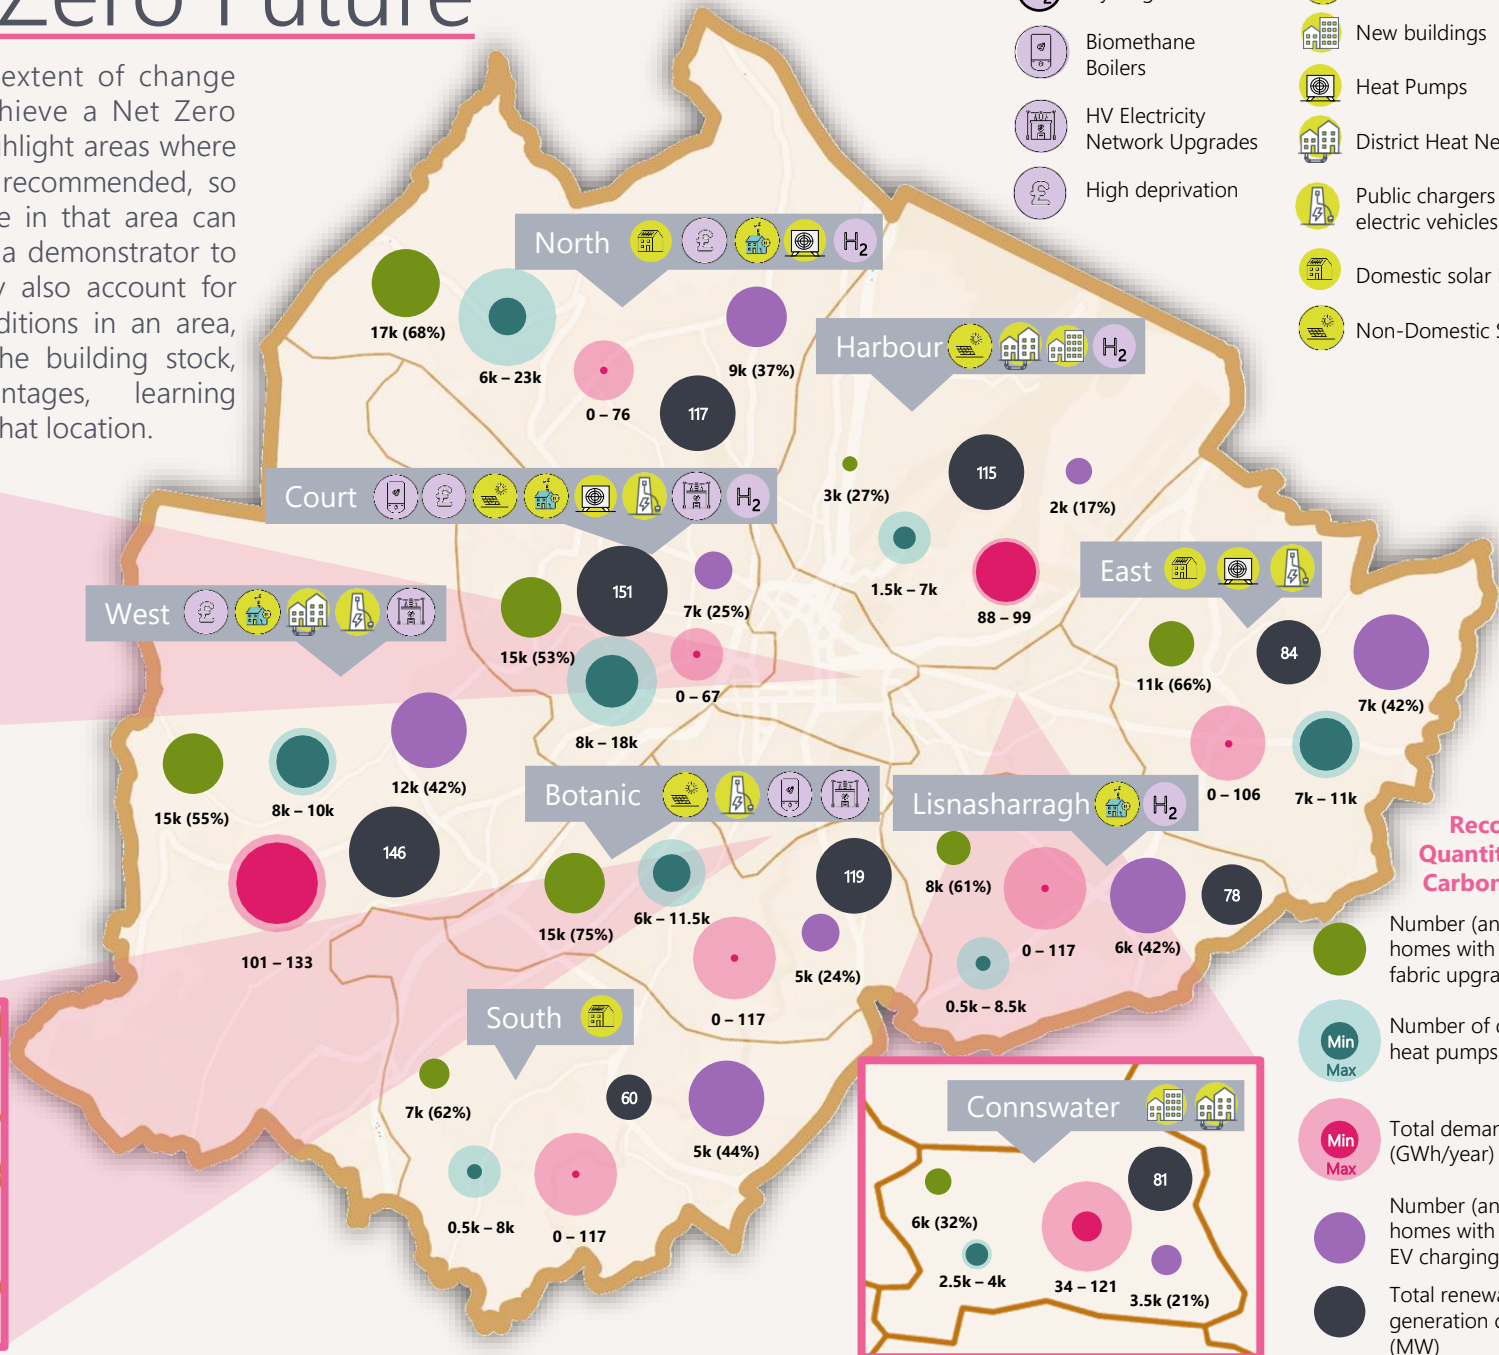 Zero Future
extent of change
hieve a Net Zero
hlight areas where
recommended, so
e in that area can
a demonstrator to
also account for
ditions in an area,
he building stock,
ntages, learning
hat location.
Biomethane
Boilers
HV Electricity
Network Upgrades
High deprivation
New buildings
Heat Pumps
District Heat Ne
Public chargers
electric vehicles
Domestic solar
Non-Domestic S
North
H₂
17k (68%)
6k – 23k
0 – 76
9k (37%)
117
Harbour
H₂
3k (27%)
115
2k (17%)
1.5k – 7k
88 – 99
Court
H₂
151
7k (25%)
15k (53%)
0 – 67
8k – 18k
East
11k (66%)
84
7k (42%)
0 – 106
7k – 11k
West
15k (55%)
8k – 10k
12k (42%)
146
101 – 133
Botanic
15k (75%)
6k – 11.5k
119
5k (24%)
0 – 117
Lisnasharragh
H₂
8k (61%)
0 – 117
6k (42%)
78
0.5k – 8.5k
South
7k (62%)
60
5k (44%)
0.5k – 8k
0 – 117
Connswater
6k (32%)
81
2.5k – 4k
34 – 121
3.5k (21%)
Reco
Quantit
Carbon
Number (an
homes with
fabric upgra
Number of d
heat pumps
Min
Max
Total demar
(GWh/year)
Min
Max
Number (an
homes with
EV charging
Total renewa
generation c
(MW)